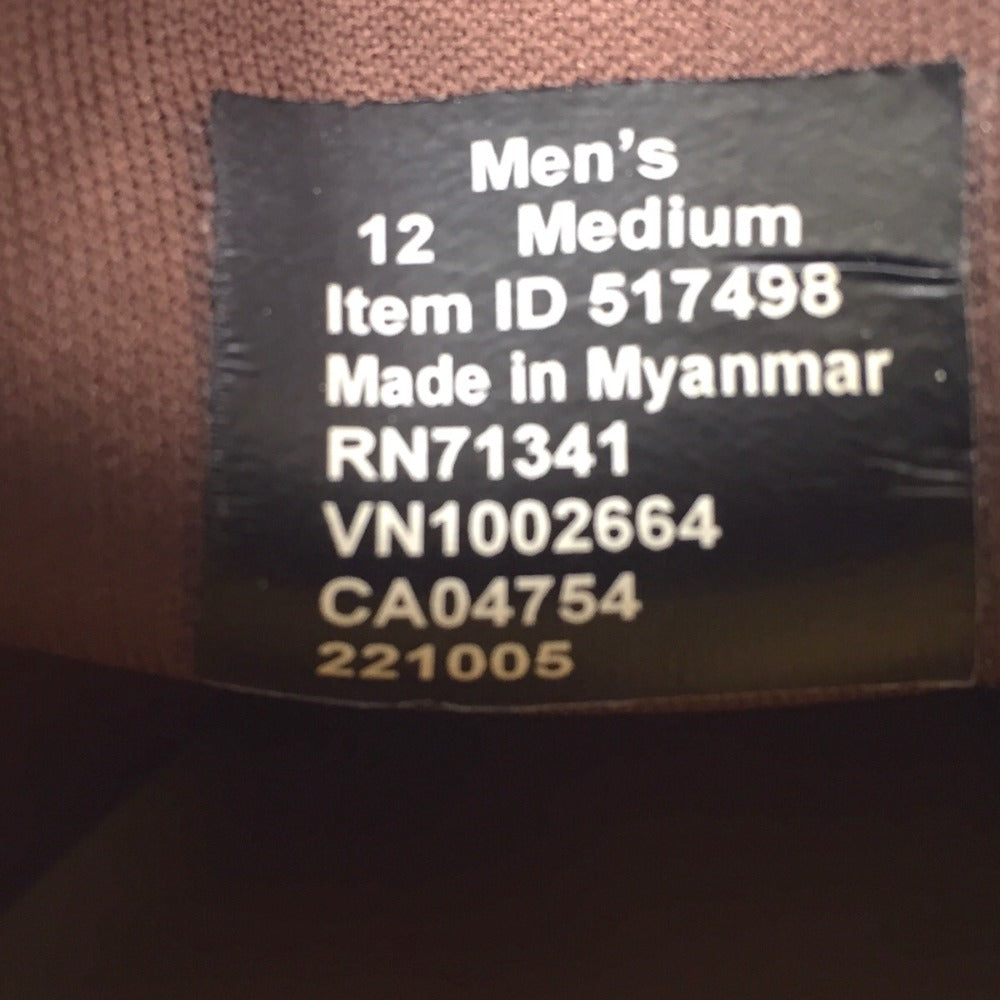 Men's
12 Medium
Item ID 517498
Made in Myanmar
RN71341
VN1002664
CA04754
221005